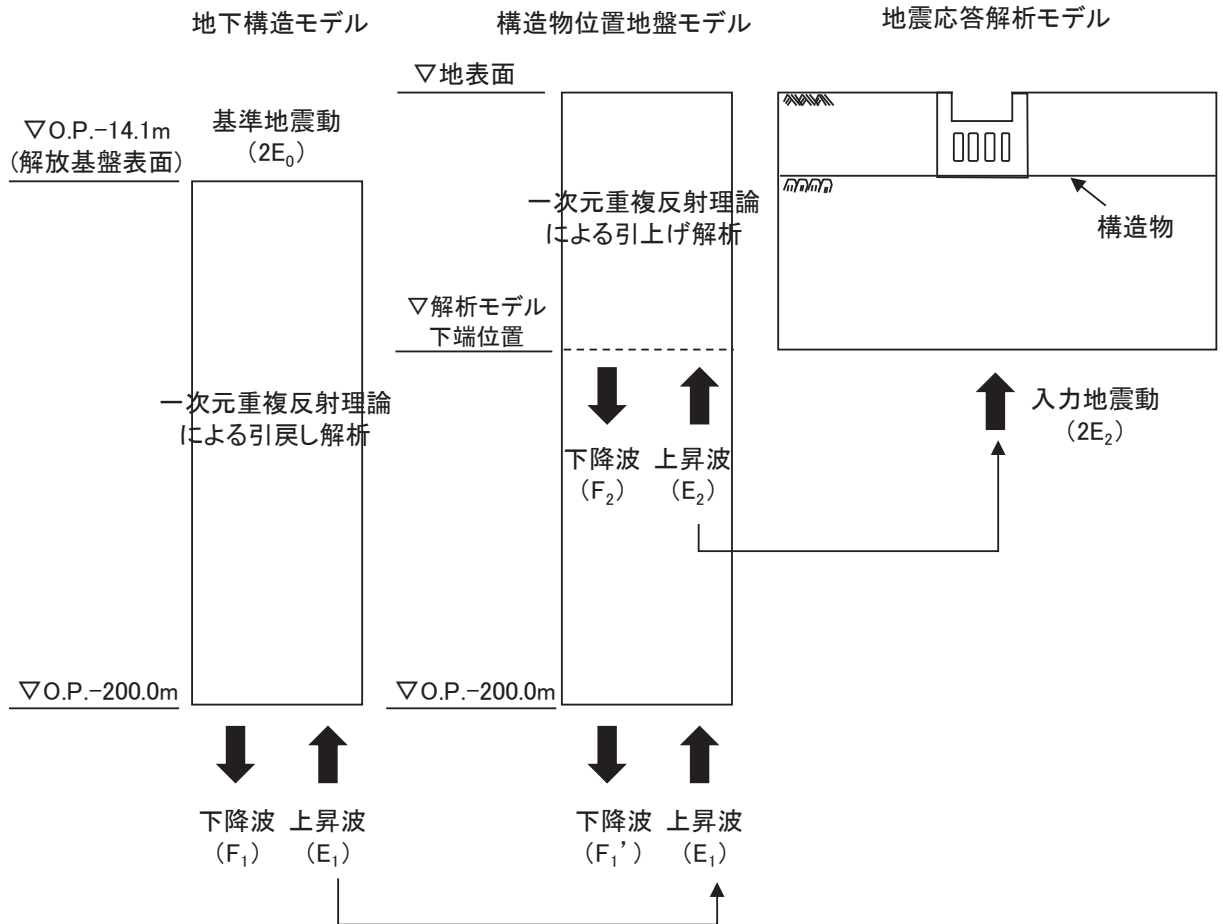 地下構造モデル
▽O.P.-14.1m
(解放基盤表面)
基準地震動
(2E₀)
一次元重複反射理論
による引戻し解析
▽O.P.-200.0m
下降波
(F₁)
上昇波
(E₁)
構造物位置地盤モデル
▽地表面
一次元重複反射理論
による引上げ解析
▽解析モデル
下端位置
下降波
(F₂)
上昇波
(E₂)
▽O.P.-200.0m
下降波
(F₁’)
上昇波
(E₁)
地震応答解析モデル
構造物
入力地震動
(2E₂)